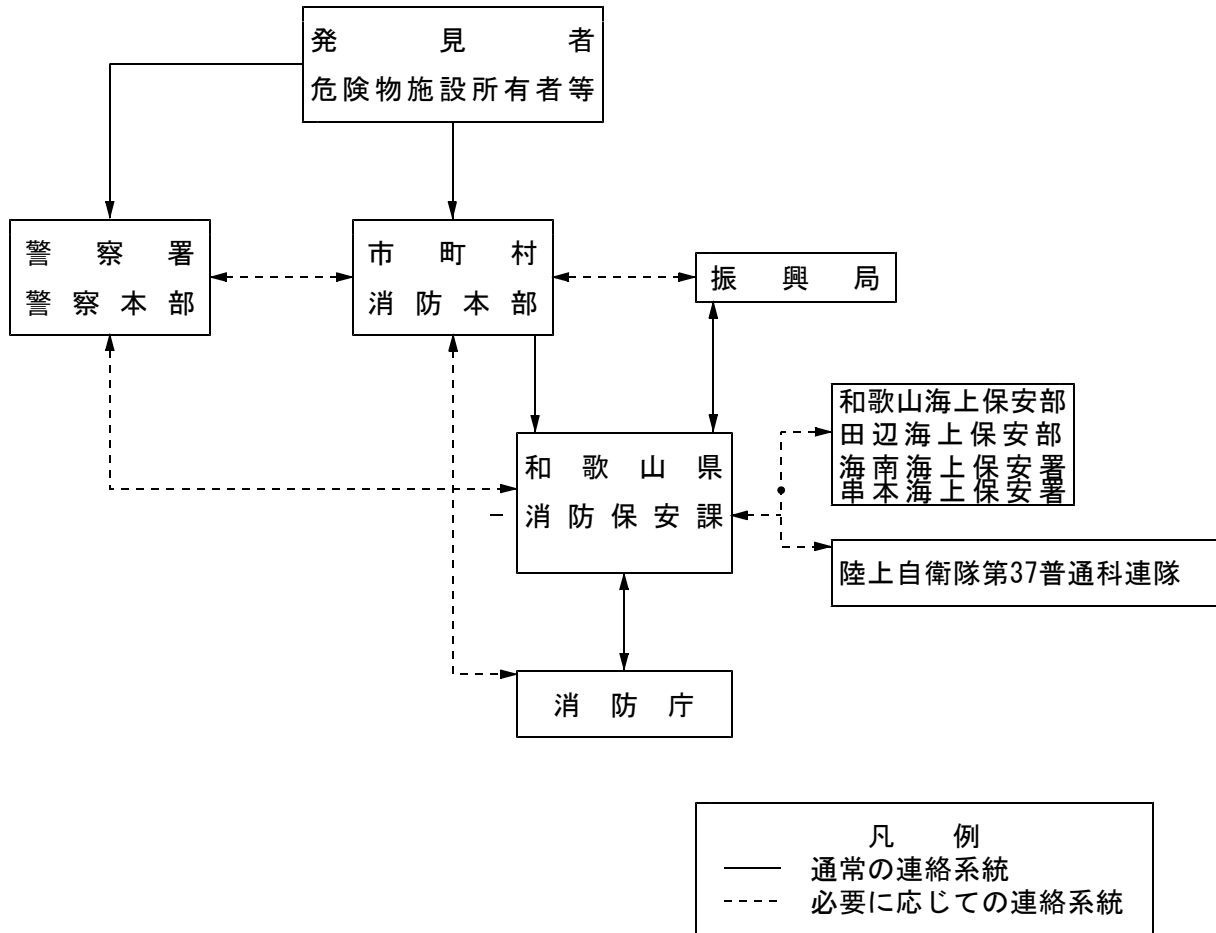 発見者
危険物施設所有者等
警察署
警察本部
市町村
消防本部
振興局
和歌山海上保安部
田辺海上保安部
海南海上保安署
串本海上保安署
和歌山県
消防保安課
陸上自衛隊第37普通科連隊
消防庁
凡例
通常の連絡系統
必要に応じての連絡系統